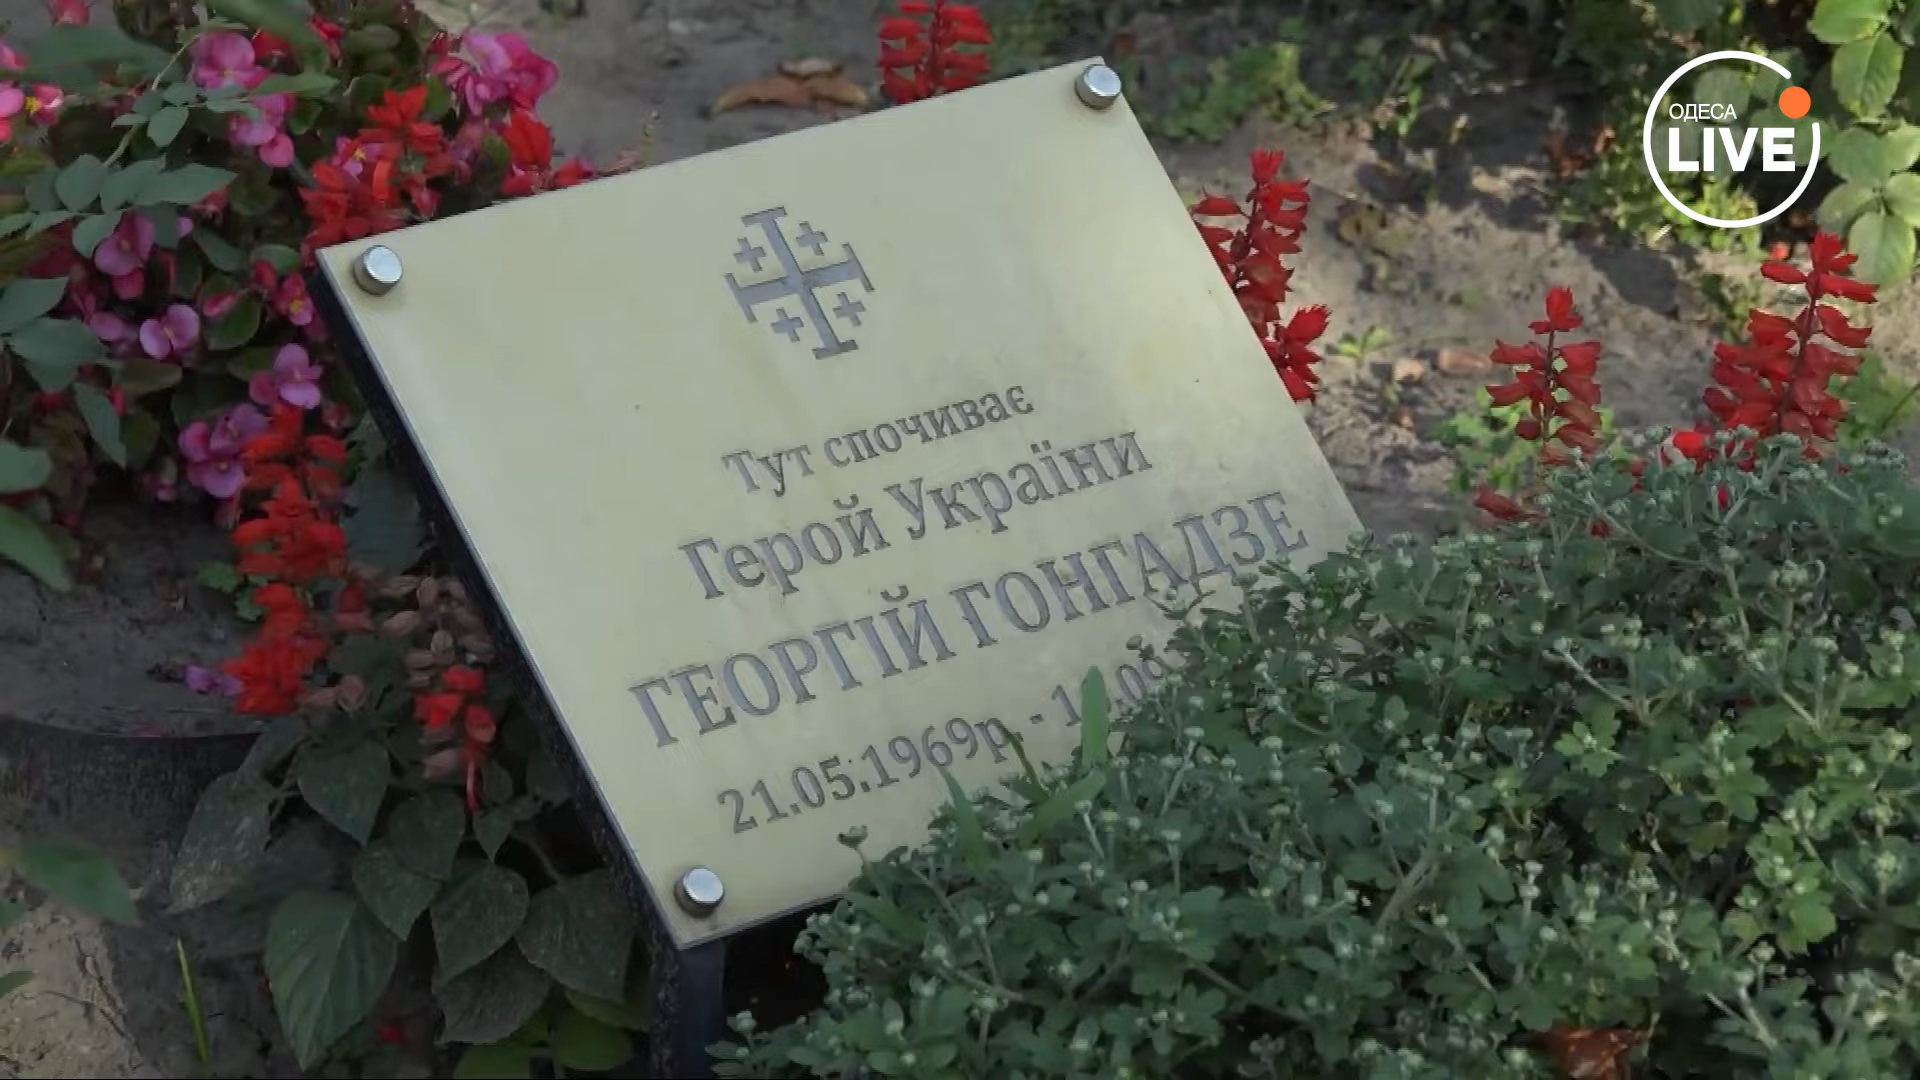 ОДЕСА
LIVE
Тут спочиває
Герой України
ГЕОРГІЙ ГОНГАДЗЕ
21.05.1969р. -